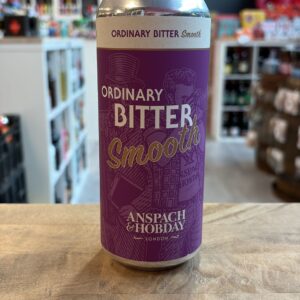 ORDINARY BITTER Smooth
ORDINARY
BITTER
Smooth
ANSPACH
& HOBDAY
LONDON